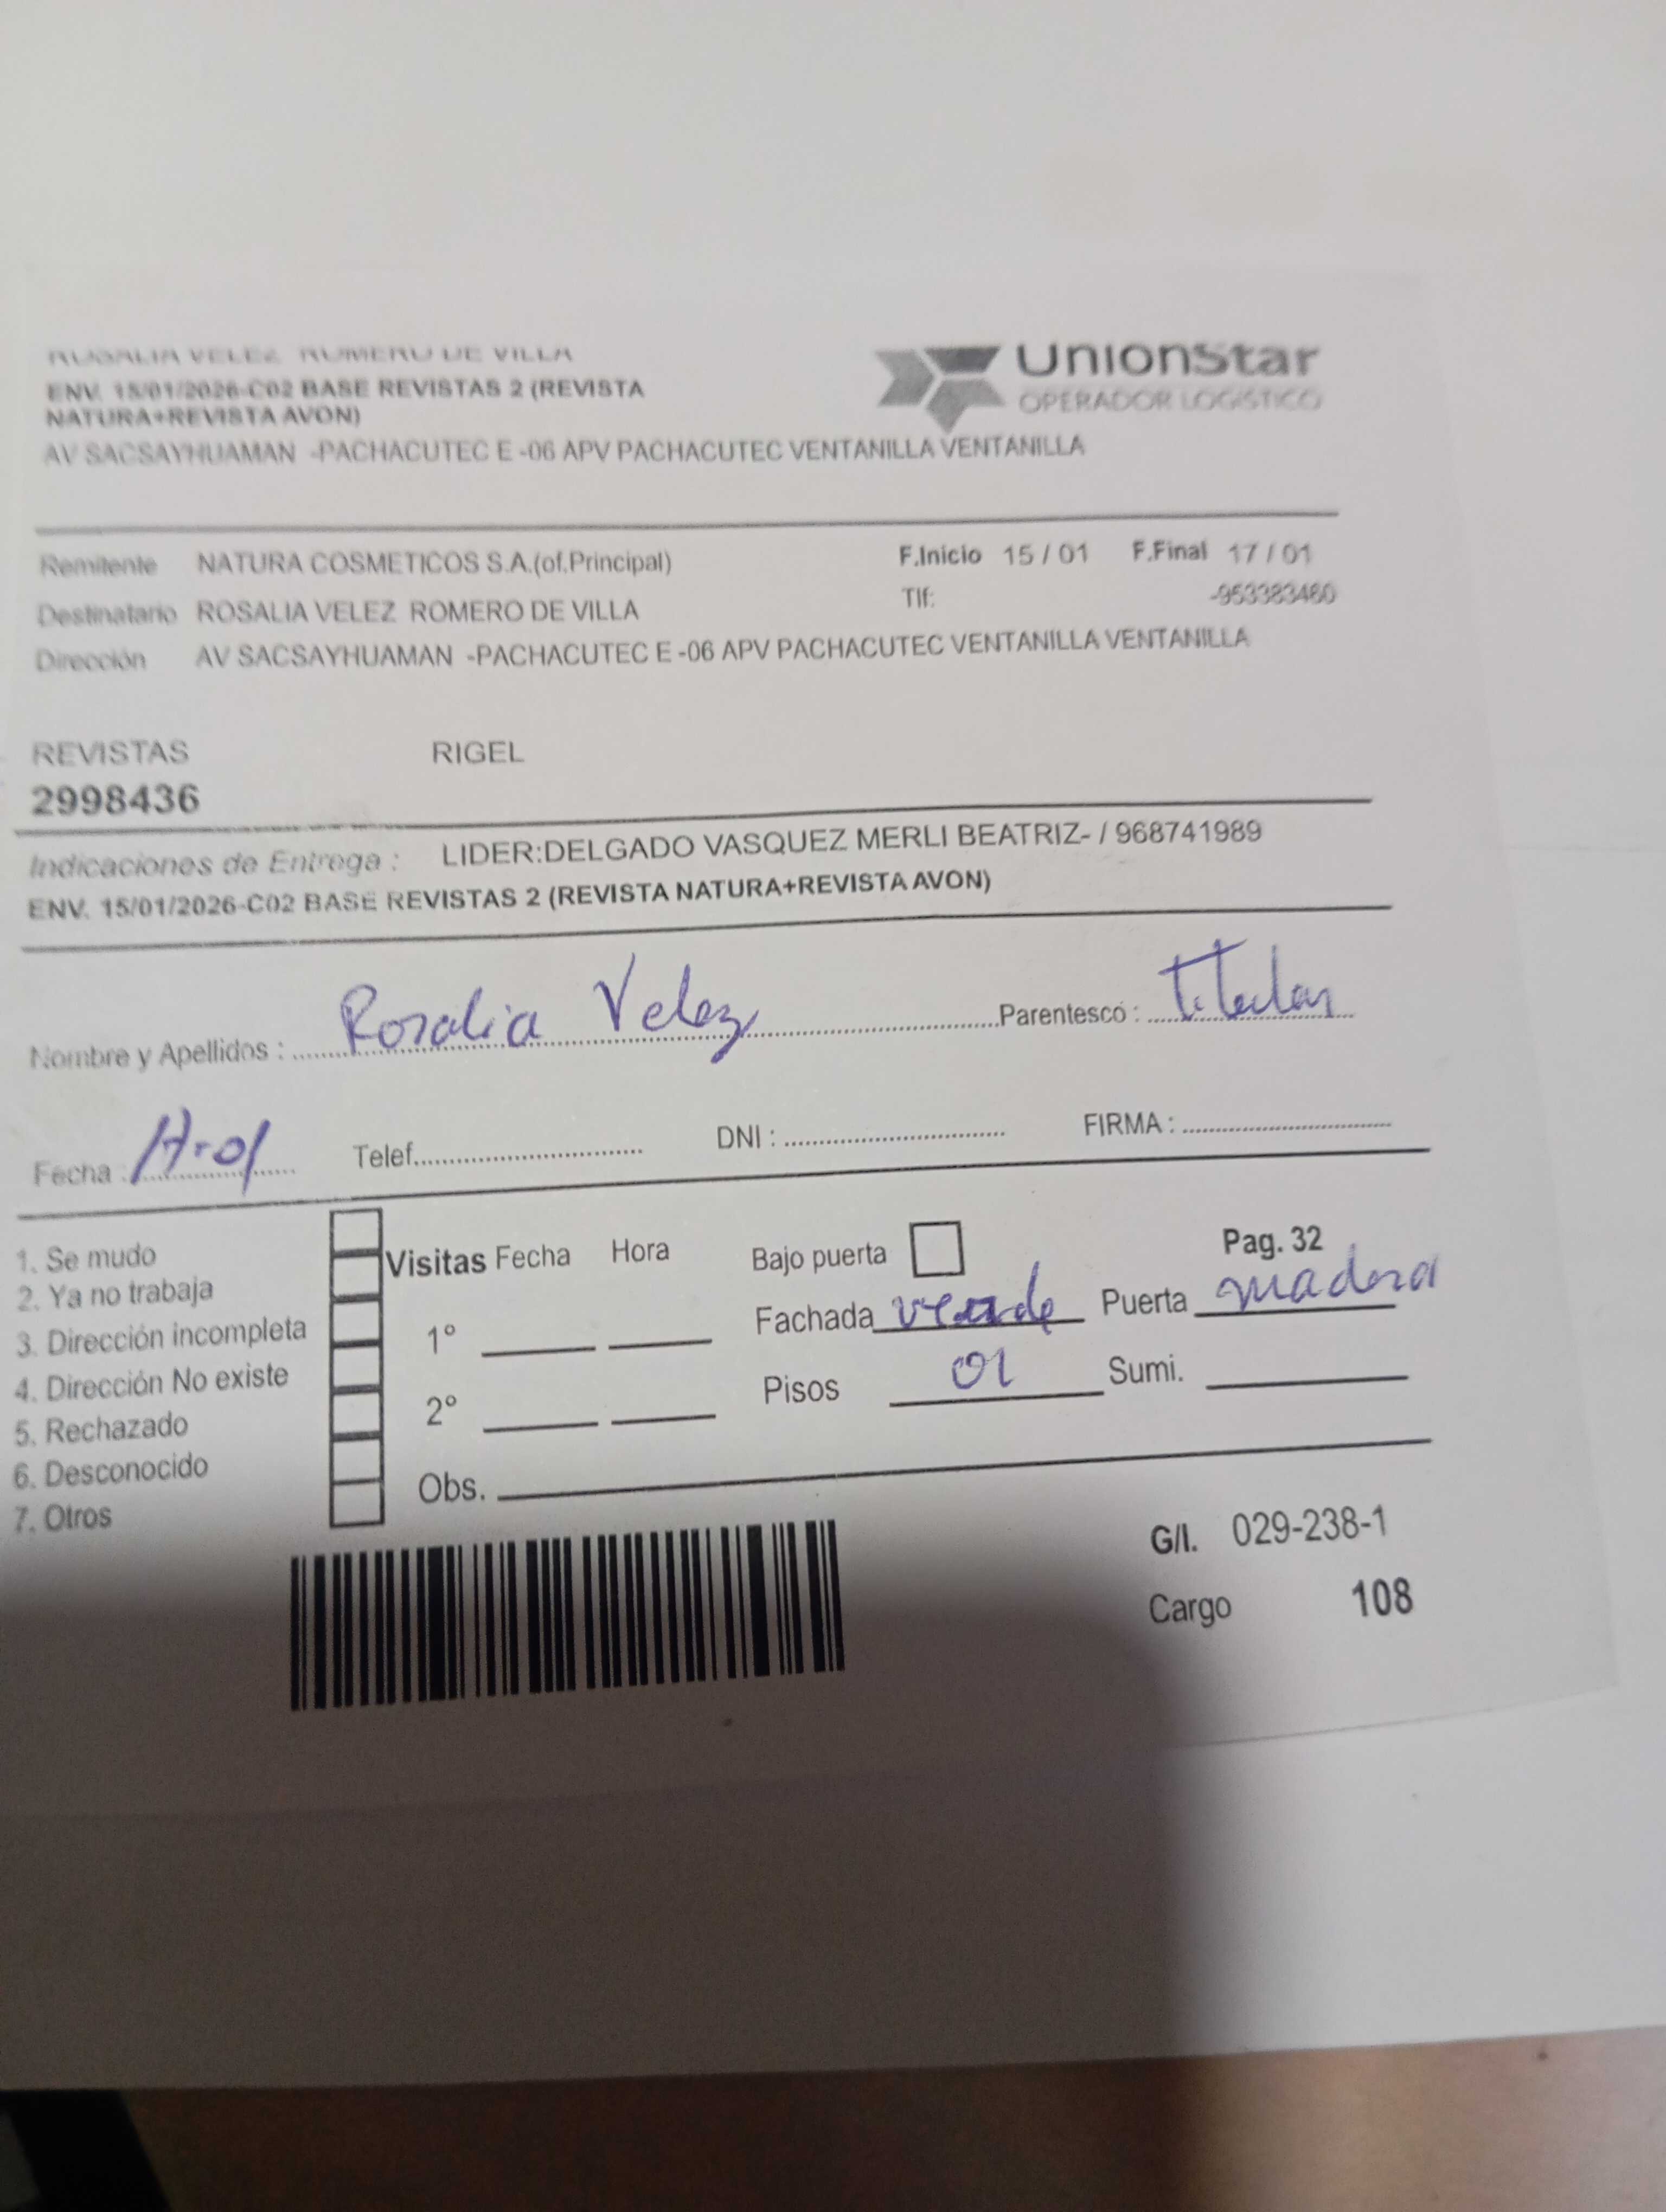 ROSALIA VELEZ ROMERO DE VILLA
ENV. 15/01/2026-C02 BASE REVISTAS 2 (REVISTA
NATURA+REVISTA AVON)
UnionStar
OPERADOR LOGISTICO
AV SACSAYHUAMAN -PACHACUTEC E -06 APV PACHACUTEC VENTANILLA VENTANILLA
Remitente NATURA COSMETICOS S.A.(of.Principal) F.Inicio 15 / 01 F.Final 17 / 01
Destinatario ROSALIA VELEZ ROMERO DE VILLA Tlf: -953383460
Dirección AV SACSAYHUAMAN -PACHACUTEC E -06 APV PACHACUTEC VENTANILLA VENTANILLA
REVISTAS RIGEL
2998436
Indicaciones de Entrega : LIDER:DELGADO VASQUEZ MERLI BEATRIZ- / 968741989
ENV. 15/01/2026-C02 BASE REVISTAS 2 (REVISTA NATURA+REVISTA AVON)
Nombre y Apellidos : Rosalia Velez Parentesco : titular
Fecha : Telef. DNI : FIRMA :
1. Se mudo
2. Ya no trabaja
3. Dirección incompleta
4. Dirección No existe
5. Rechazado
6. Desconocido
7. Otros
Visitas Fecha Hora
1°
2°
Obs.
Bajo puerta Pag. 32
Fachada verde Puerta madera
Pisos 01 Sumi.
G/I. 029-238-1
Cargo 108